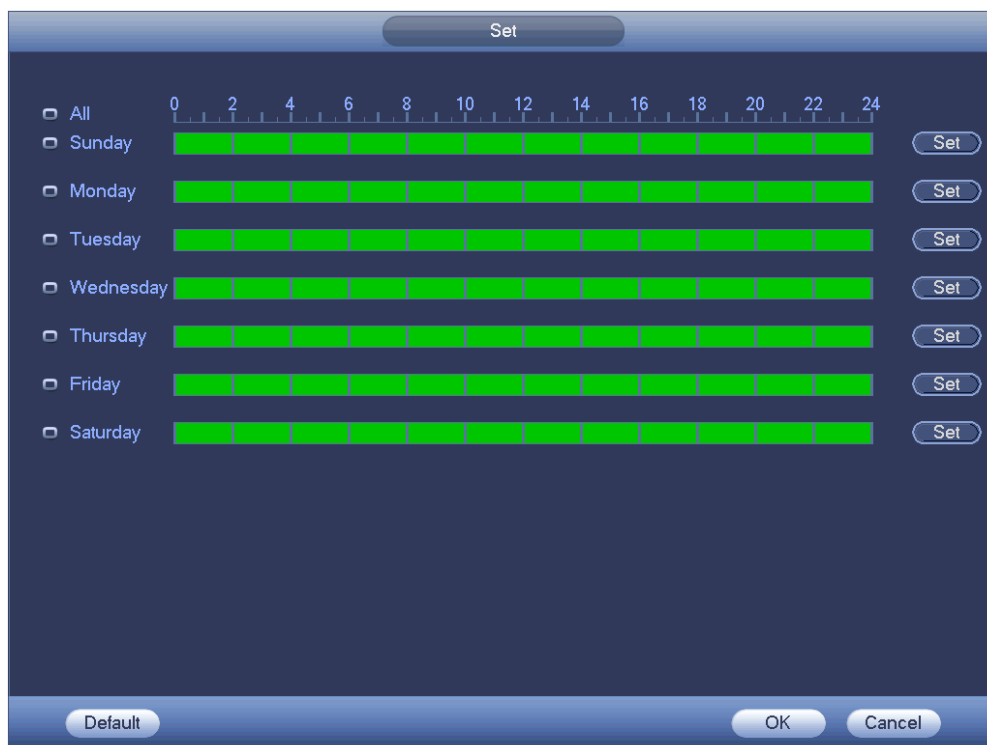 Set
0 2 4 6 8 10 12 14 16 18 20 22 24
All
Sunday Set
Monday Set
Tuesday Set
Wednesday Set
Thursday Set
Friday Set
Saturday Set
Default OK Cancel